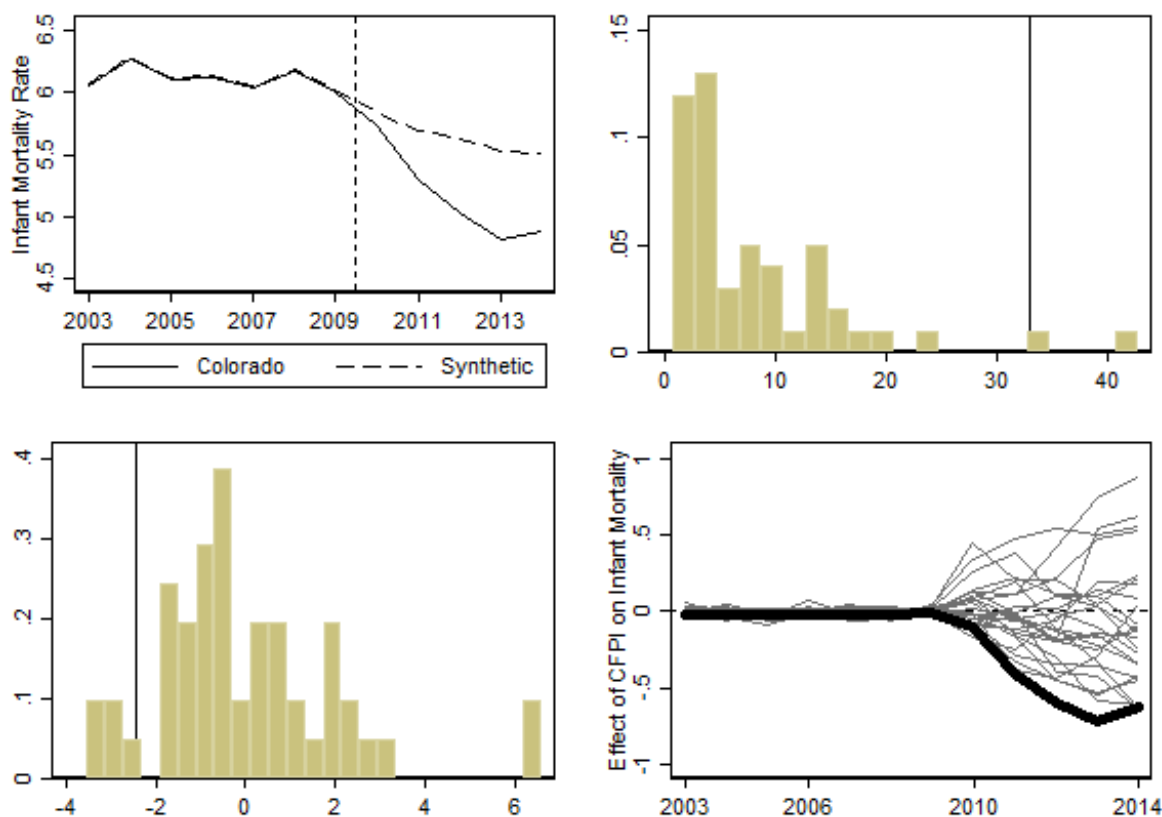 Infant Mortality Rate
6.5
6
5.5
5
4.5
2003 2005 2007 2009 2011 2013
Colorado Synthetic
.15
.1
.05
0
0 10 20 30 40
.4
.3
.2
.1
0
-4 -2 0 2 4 6
Effect of CFPI on Infant Mortality
1
.5
0
-.5
-1
2003 2006 2010 2014